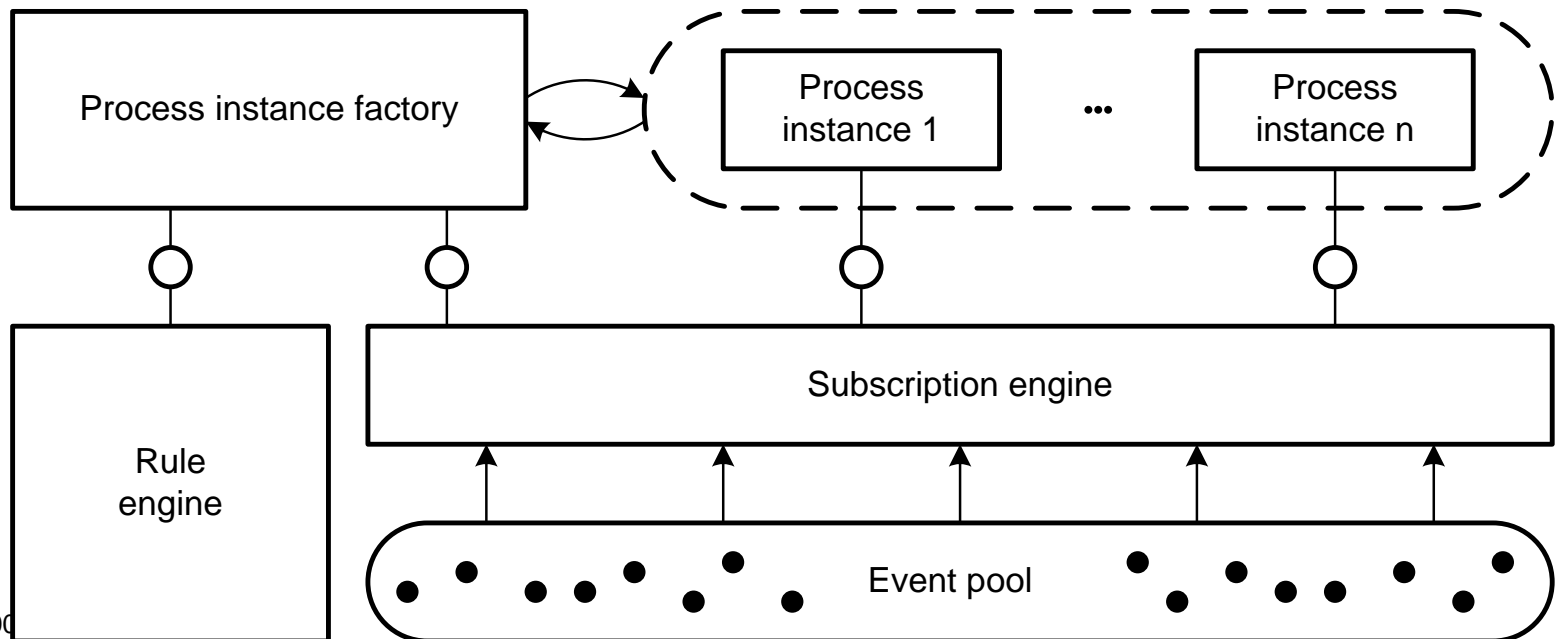 Process instance factory
Process
instance 1
...
Process
instance n
Subscription engine
Rule
engine
Event pool